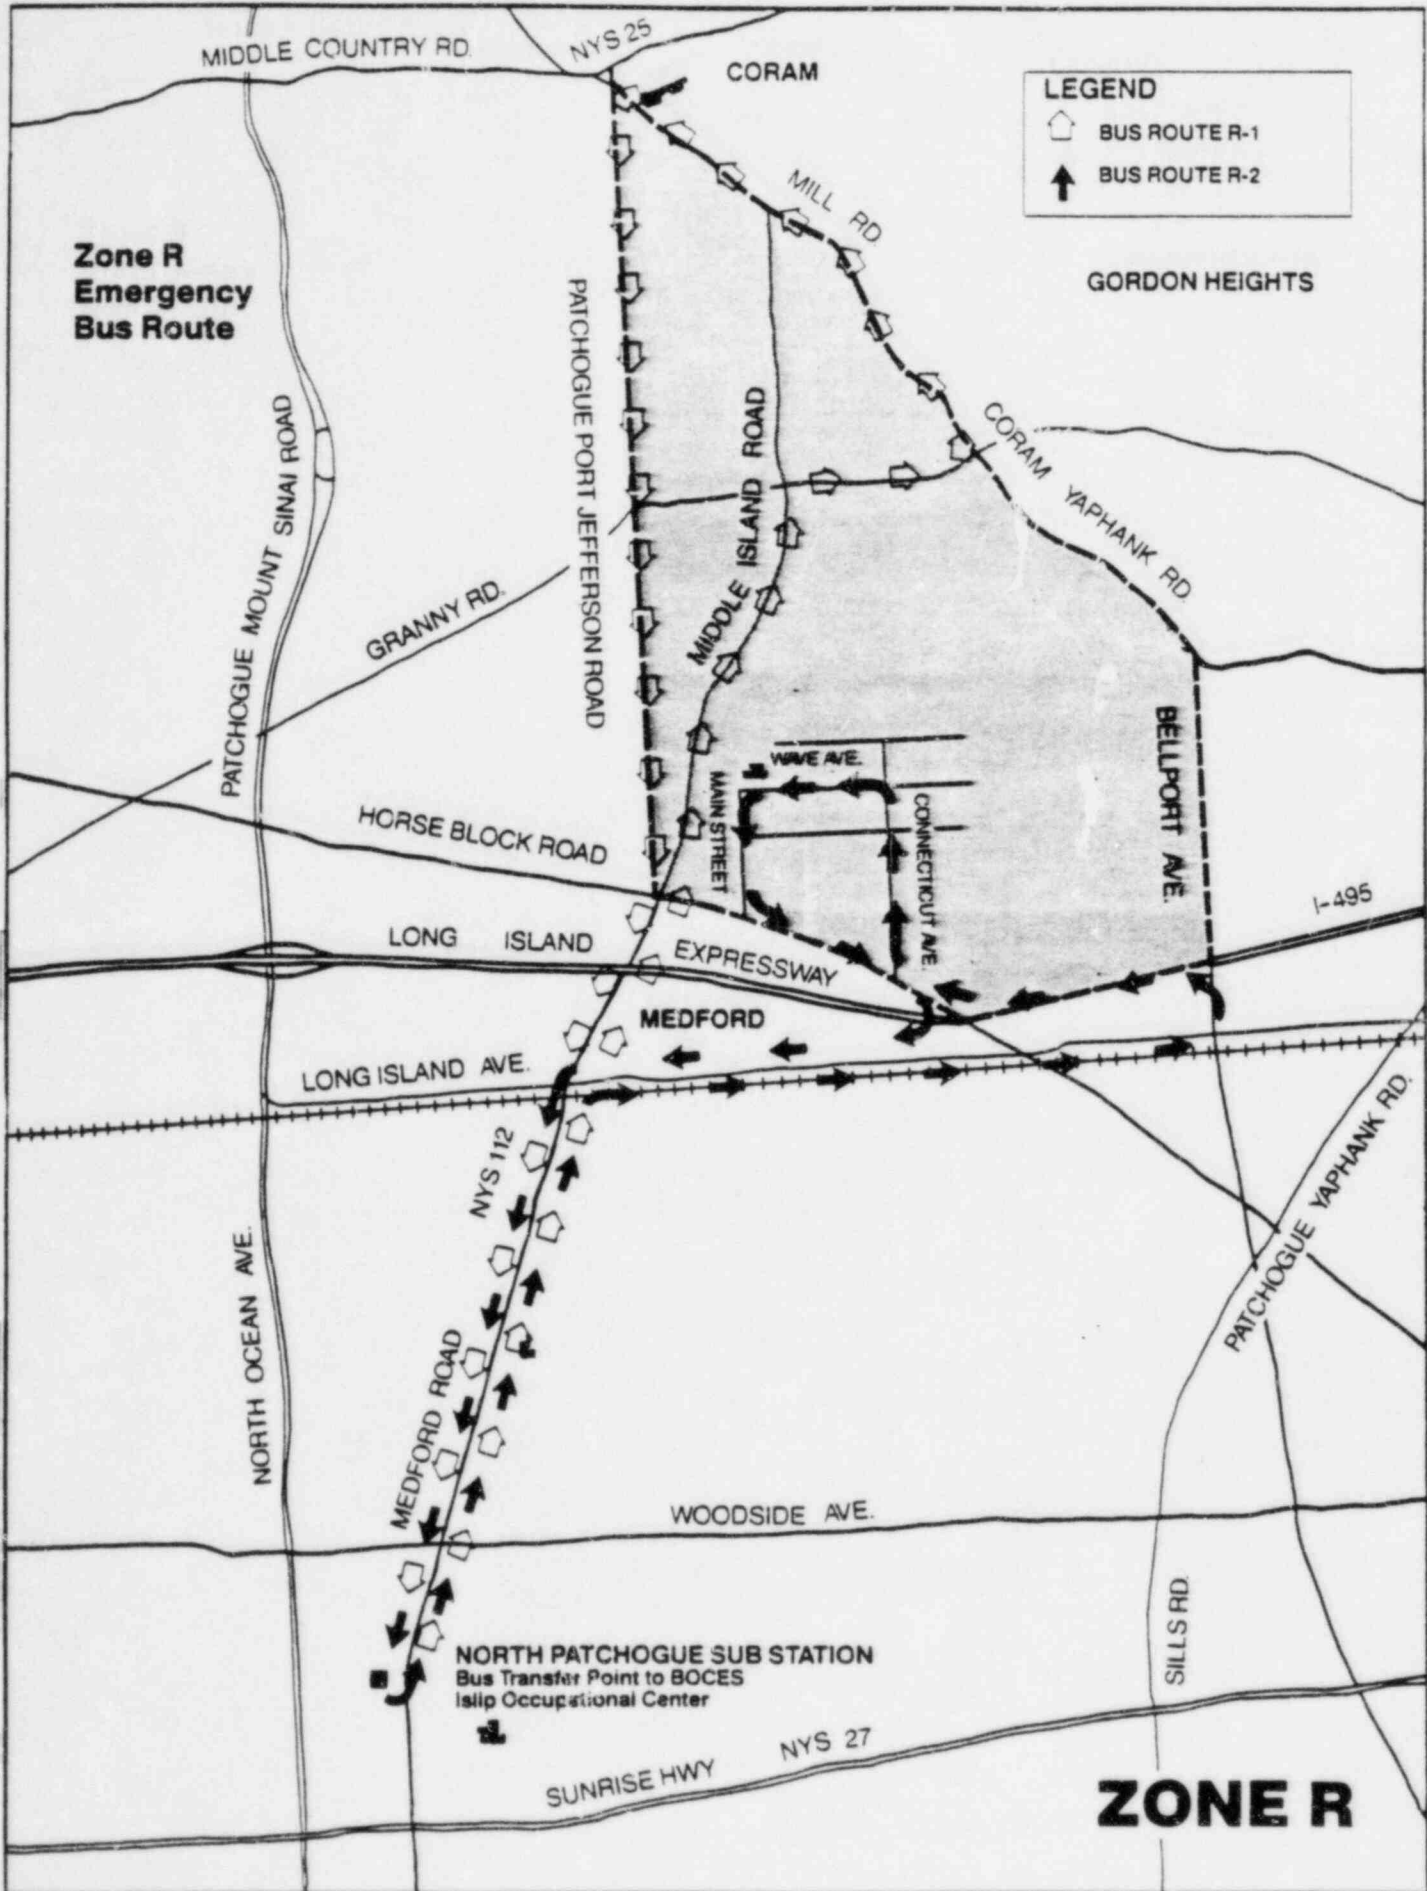 MIDDLE COUNTRY RD.
NYS 25
CORAM
LEGEND
BUS ROUTE R-1
BUS ROUTE R-2
MILL RD.
Zone R
Emergency
Bus Route
GORDON HEIGHTS
PATCHOGUE PORT JEFFERSON ROAD
MIDDLE ISLAND ROAD
CORAM YAPHANK RD.
PATCHOGUE MOUNT SINAI ROAD
GRANNY RD.
BELLPORT AVE.
WAVE AVE.
MAIN STREET
CONNECTICUT AVE.
HORSE BLOCK ROAD
I-495
LONG ISLAND EXPRESSWAY
MEDFORD
LONG ISLAND AVE.
NYS 112
PATCHOGUE YAPHANK RD.
NORTH OCEAN AVE.
MEDFORD ROAD
WOODSIDE AVE.
SILLS RD.
NORTH PATCHOGUE SUB STATION
Bus Transfer Point to BOCES
Islip Occupational Center
SUNRISE HWY NYS 27
ZONE R